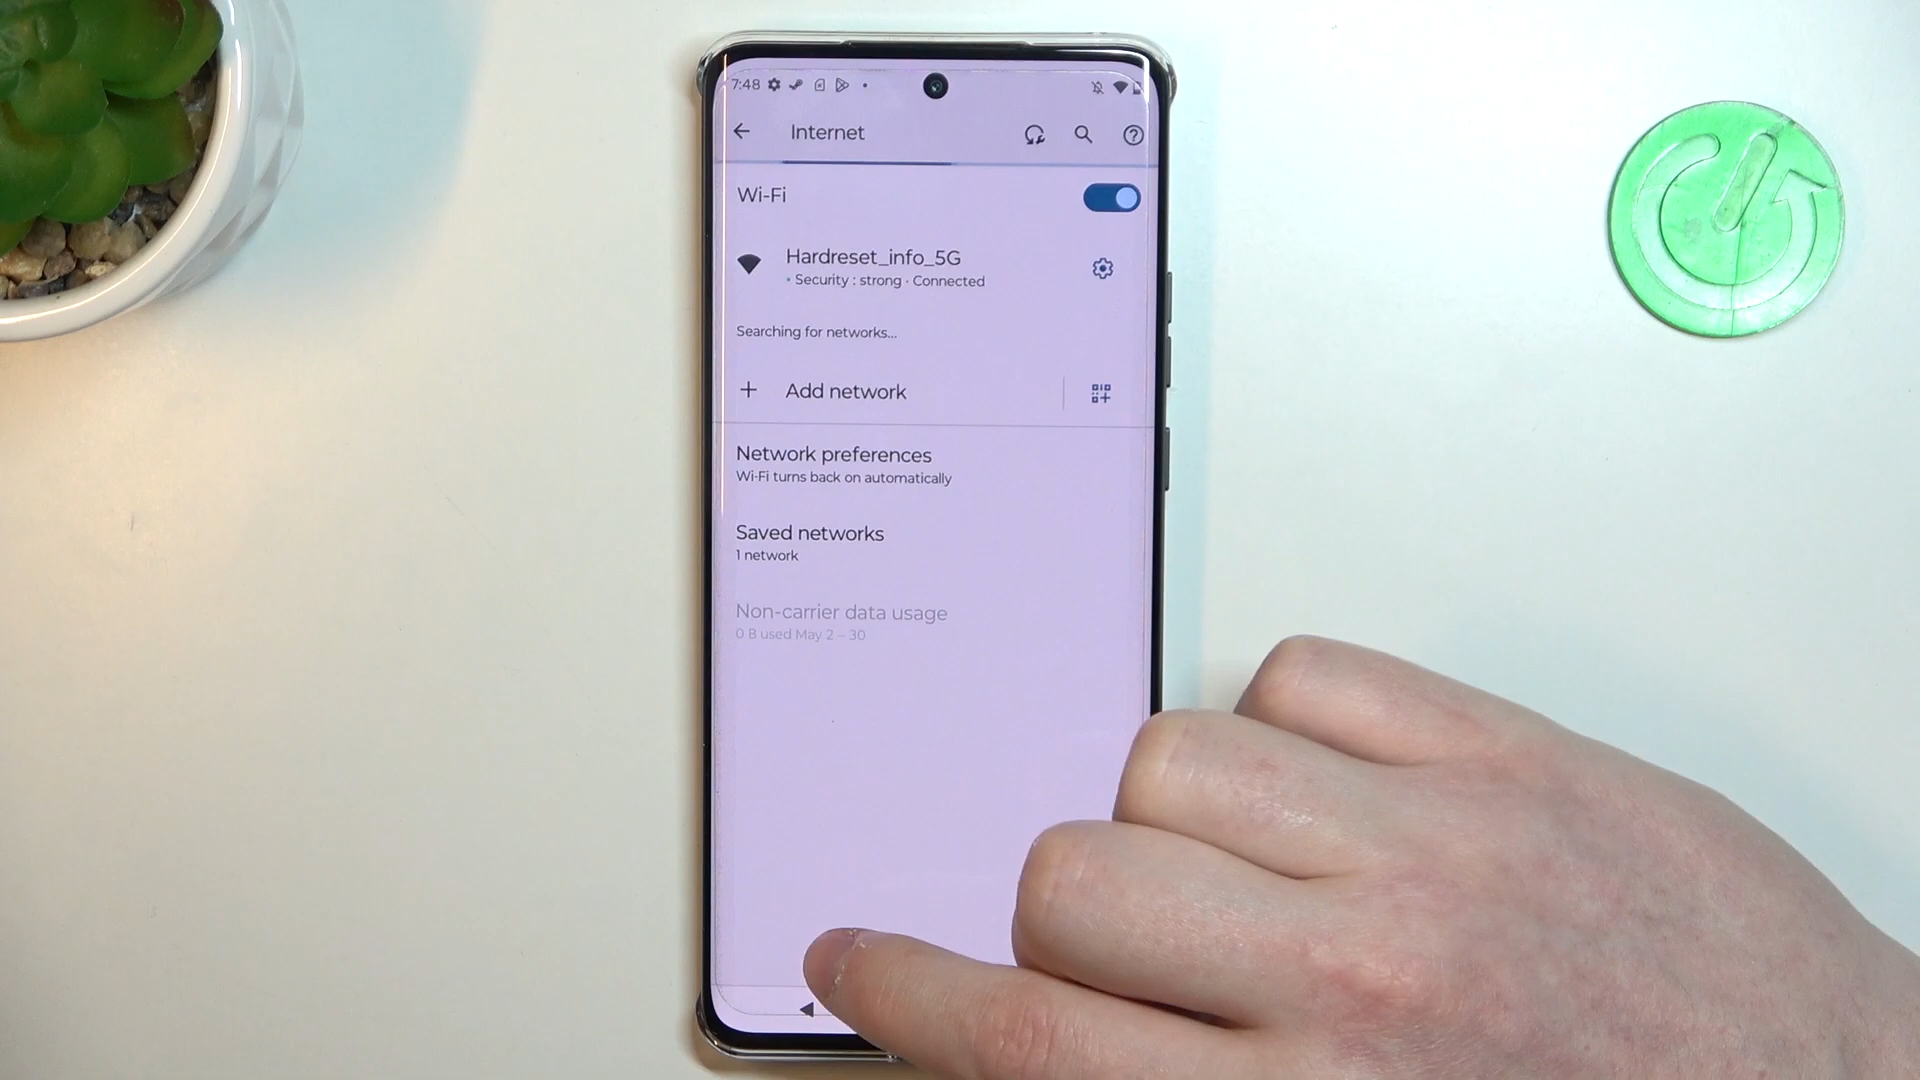 7:48
Internet
Wi-Fi
Hardreset_info_5G
• Security : strong · Connected
Searching for networks...
Add network
Network preferences
Wi-Fi turns back on automatically
Saved networks
1 network
Non-carrier data usage
0 B used May 2 – 30